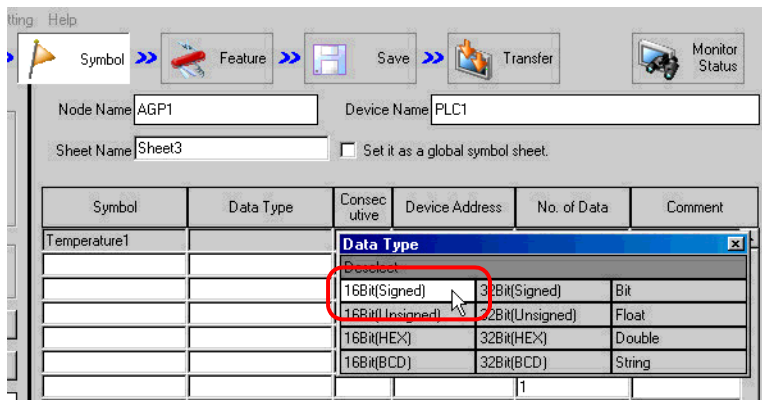 tting Help
Symbol Feature Save Transfer Monitor Status
Node Name AGP1 Device Name PLC1
Sheet Name Sheet3 Set it as a global symbol sheet.
Symbol Data Type Consec utive Device Address No. of Data Comment
Temperature1
Data Type
Deselect
16Bit(Signed) 32Bit(Signed) Bit
16Bit(Unsigned) 32Bit(Unsigned) Float
16Bit(HEX) 32Bit(HEX) Double
16Bit(BCD) 32Bit(BCD) String
1